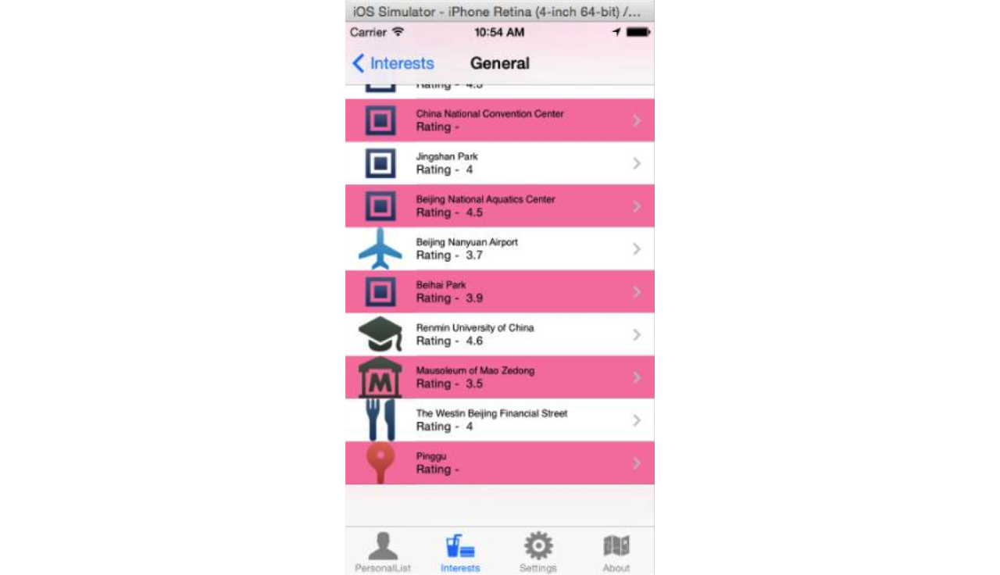 iOS Simulator - iPhone Retina (4-inch 64-bit) /...
Carrier 10:54 AM
Interests General
Rating - 4.5
China National Convention Center
Rating -
Jingshan Park
Rating - 4
Beijing National Aquatics Center
Rating - 4.5
Beijing Nanyuan Airport
Rating - 3.7
Beihai Park
Rating - 3.9
Renmin University of China
Rating - 4.6
M
Mausoleum of Mao Zedong
Rating - 3.5
The Westin Beijing Financial Street
Rating - 4
Pinggu
Rating -
PersonalList Interests Settings About